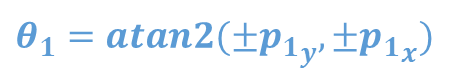 θ₁ = atan2(±p₁ᵧ, ±p₁ₓ)